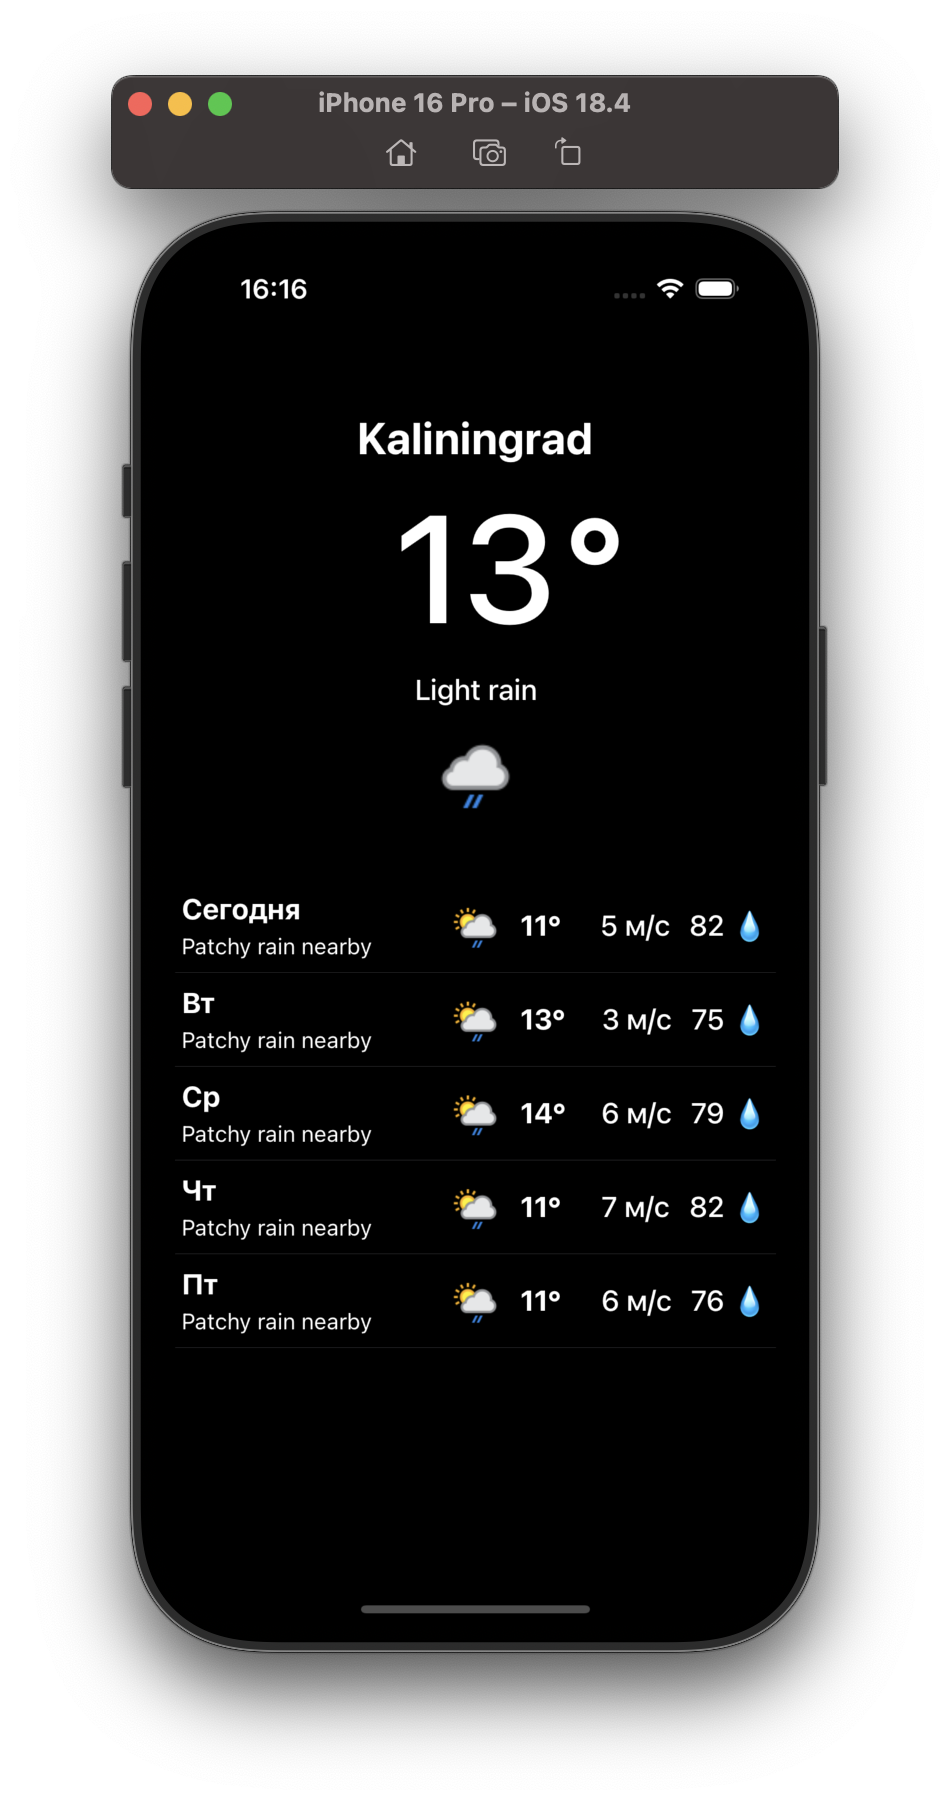 iPhone 16 Pro – iOS 18.4
16:16
Kaliningrad
13°
Light rain
Сегодня
Patchy rain nearby
11° 5 м/с 82
Вт
Patchy rain nearby
13° 3 м/с 75
Ср
Patchy rain nearby
14° 6 м/с 79
Чт
Patchy rain nearby
11° 7 м/с 82
Пт
Patchy rain nearby
11° 6 м/с 76